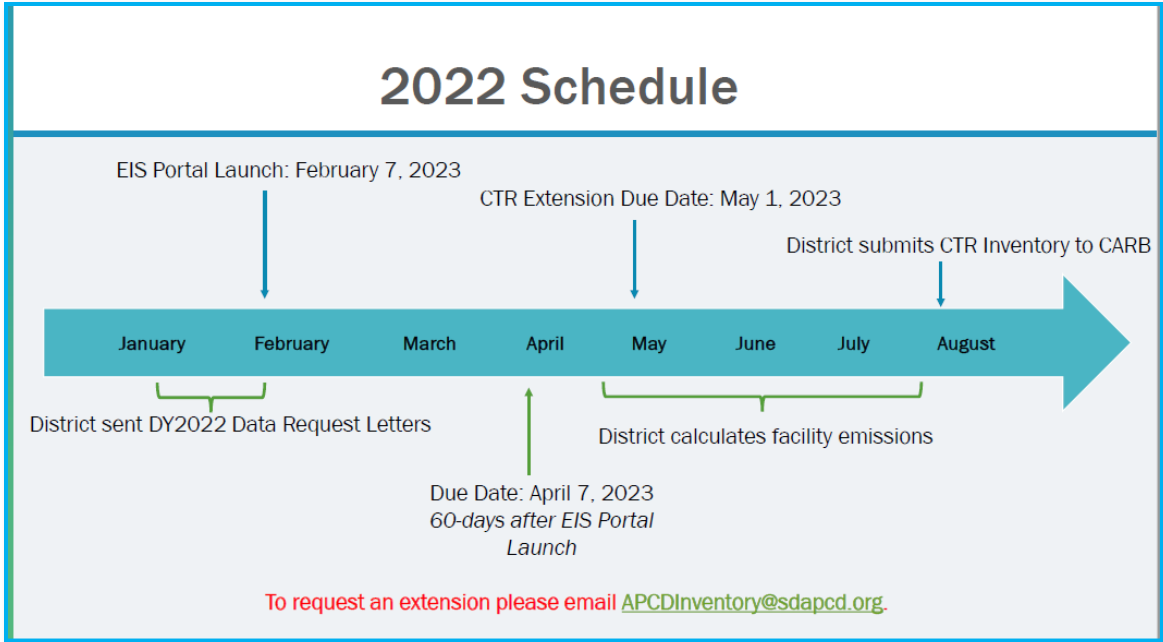 2022 Schedule
EIS Portal Launch: February 7, 2023
CTR Extension Due Date: May 1, 2023
District submits CTR Inventory to CARB
January February March April May June July August
District sent DY2022 Data Request Letters
District calculates facility emissions
Due Date: April 7, 2023
60-days after EIS Portal
Launch
To request an extension please email APCDInventory@sdapcd.org.